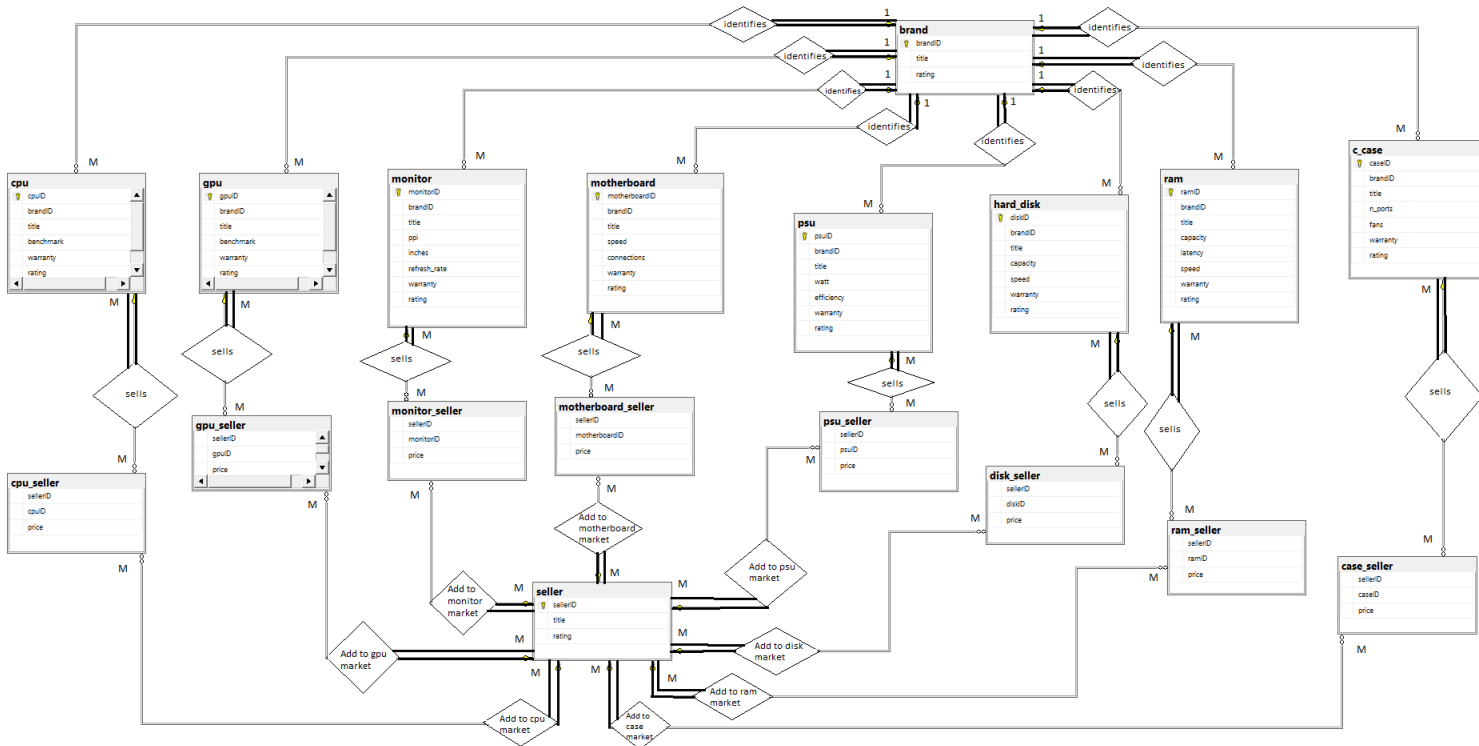 identifies
1
1
identifies
brand
brandID
title
rating
1
identifies
1
identifies
1
identifies
1
identifies
1
identifies
1
identifies
M
M
M
M
M
M
M
M
cpu
cpuID
brandID
title
benchmark
warranty
rating
gpu
gpuID
brandID
title
benchmark
warranty
rating
monitor
monitorID
brandID
title
ppi
inches
refresh_rate
warranty
rating
motherboard
motherboardID
brandID
title
speed
connections
warranty
rating
psu
psuID
brandID
title
watt
efficiency
warranty
rating
hard_disk
diskID
brandID
title
capacity
speed
warranty
rating
ram
ramID
brandID
title
capacity
latency
speed
warranty
rating
c_case
caseID
brandID
title
n_ports
fans
warranty
rating
M
sells
M
M
sells
M
M
sells
M
M
sells
M
M
sells
M
M
sells
M
M
sells
M
M
sells
M
cpu_seller
sellerID
cpuID
price
gpu_seller
sellerID
gpuID
price
monitor_seller
sellerID
monitorID
price
motherboard_seller
sellerID
motherboardID
price
psu_seller
sellerID
psuID
price
disk_seller
sellerID
diskID
price
ram_seller
sellerID
ramID
price
case_seller
sellerID
caseID
price
M
M
M
M
M
M
M
M
Add to
motherboard
market
M
Add to
monitor
market
M
Add to psu
market
M
seller
sellerID
title
rating
Add to gpu
market
M
Add to disk
market
M
Add to cpu
market
M
Add to
case
market
M
Add to ram
market
M